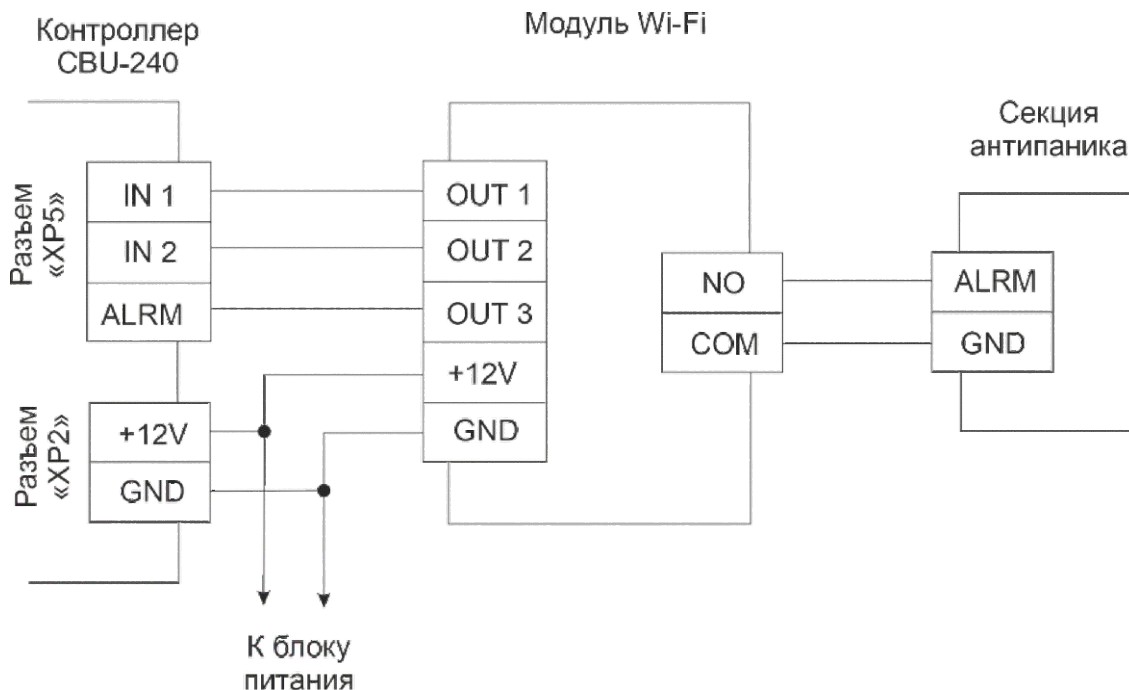 Контроллер
CBU-240
Модуль Wi-Fi
Секция
антипаника
Разъем
«XP5»
IN 1
IN 2
ALRM
OUT 1
OUT 2
OUT 3
+12V
GND
NO
COM
ALRM
GND
Разъем
«XP2»
+12V
GND
К блоку
питания